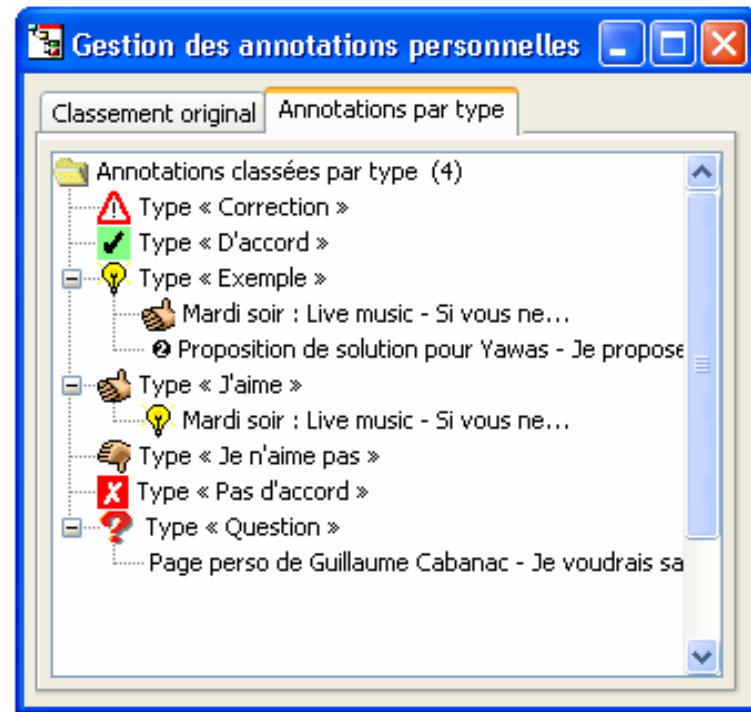 Gestion des annotations personnelles
Classement original Annotations par type
Annotations classées par type (4)
Type « Correction »
Type « D'accord »
Type « Exemple »
Mardi soir : Live music - Si vous ne...
2 Proposition de solution pour Yawas - Je propose
Type « J'aime »
Mardi soir : Live music - Si vous ne...
Type « Je n'aime pas »
Type « Pas d'accord »
Type « Question »
Page perso de Guillaume Cabanac - Je voudrais sa